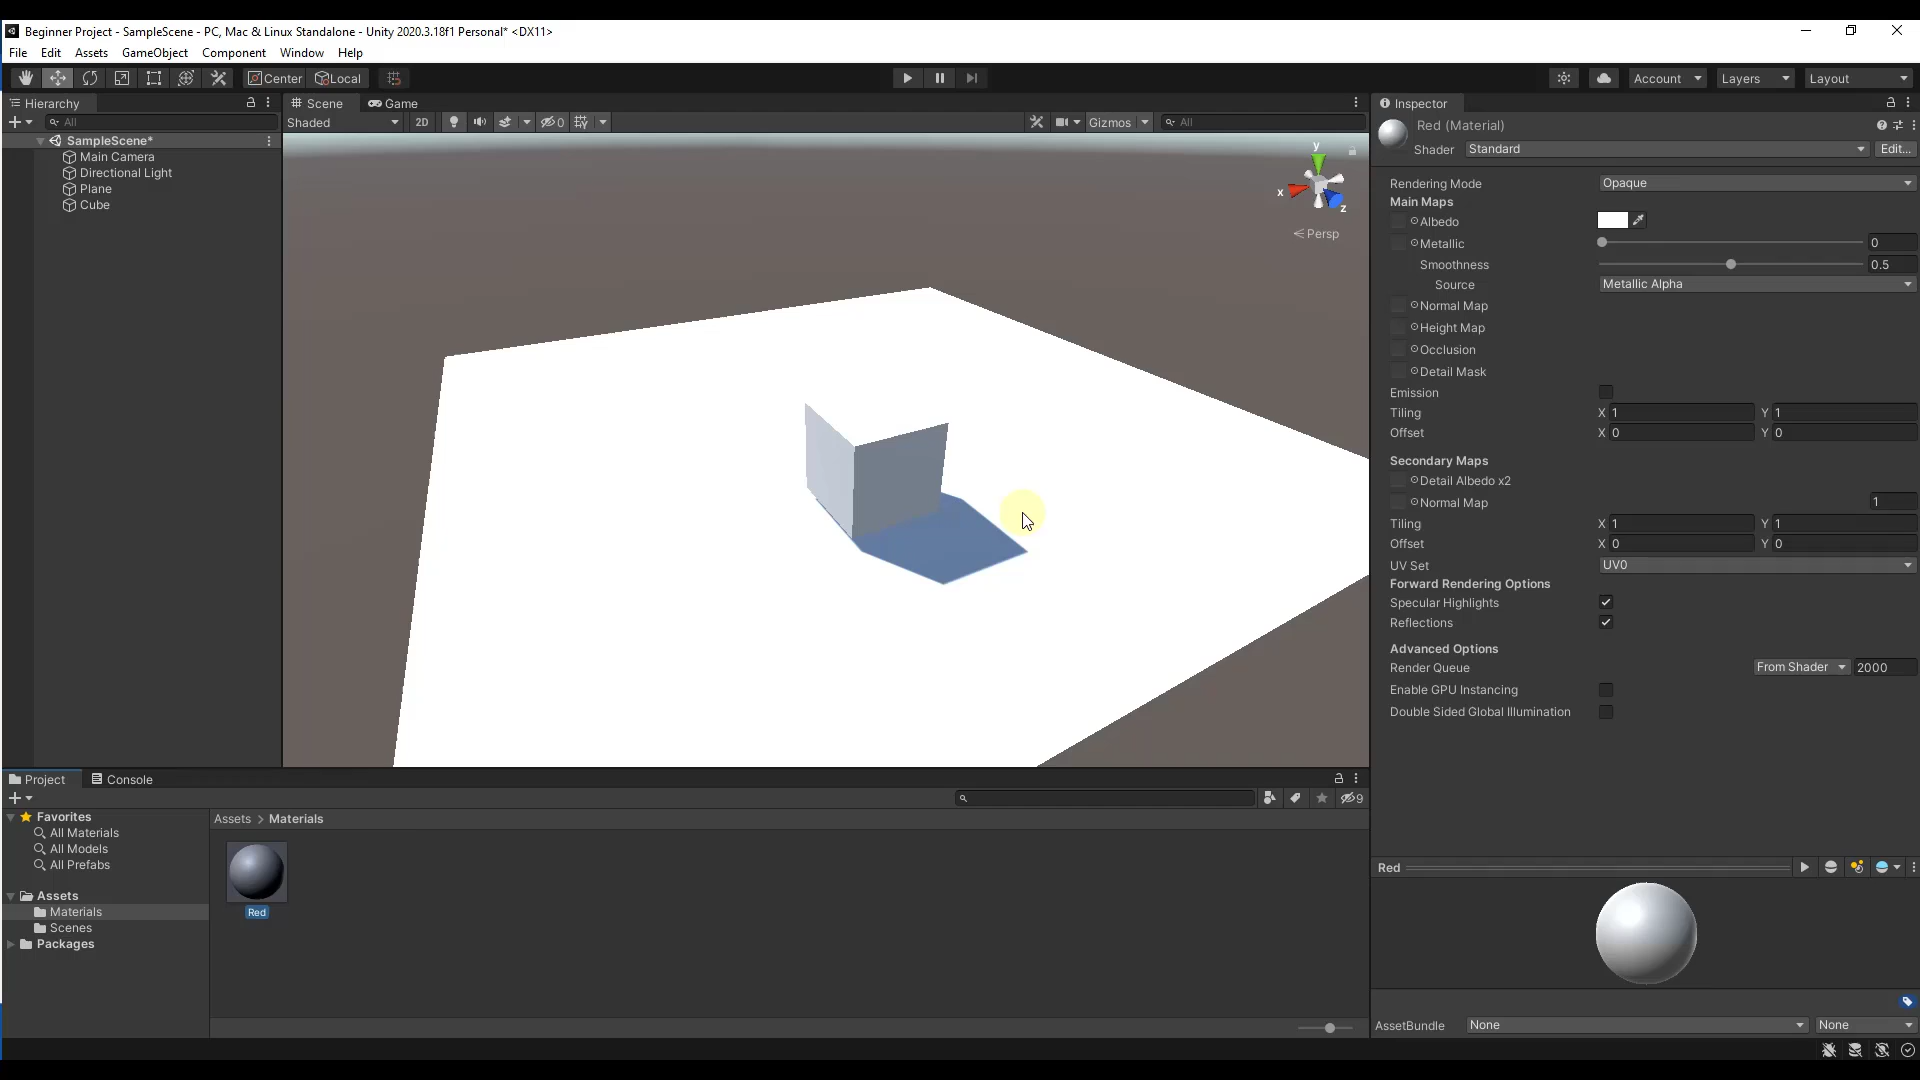 Beginner Project - SampleScene - PC, Mac & Linux Standalone - Unity 2020.3.18f1 Personal* <DX11>
File Edit Assets GameObject Component Window Help
Center Local Account Layers Layout
Hierarchy
All
SampleScene*
Main Camera
Directional Light
Plane
Cube
Scene Game
Shaded 2D 0 Gizmos All
y
x
z
Persp
Inspector
Red (Material)
Shader Standard Edit...
Rendering Mode Opaque
Main Maps
Albedo
Metallic 0
Smoothness 0.5
Source Metallic Alpha
Normal Map
Height Map
Occlusion
Detail Mask
Emission
Tiling X 1 Y 1
Offset X 0 Y 0
Secondary Maps
Detail Albedo x2
Normal Map 1
Tiling X 1 Y 1
Offset X 0 Y 0
UV Set UV0
Forward Rendering Options
Specular Highlights
Reflections
Advanced Options
Render Queue From Shader 2000
Enable GPU Instancing
Double Sided Global Illumination
Red
AssetBundle None None
Project Console
9
Favorites
All Materials
All Models
All Prefabs
Assets
Materials
Scenes
Packages
Assets > Materials
Red